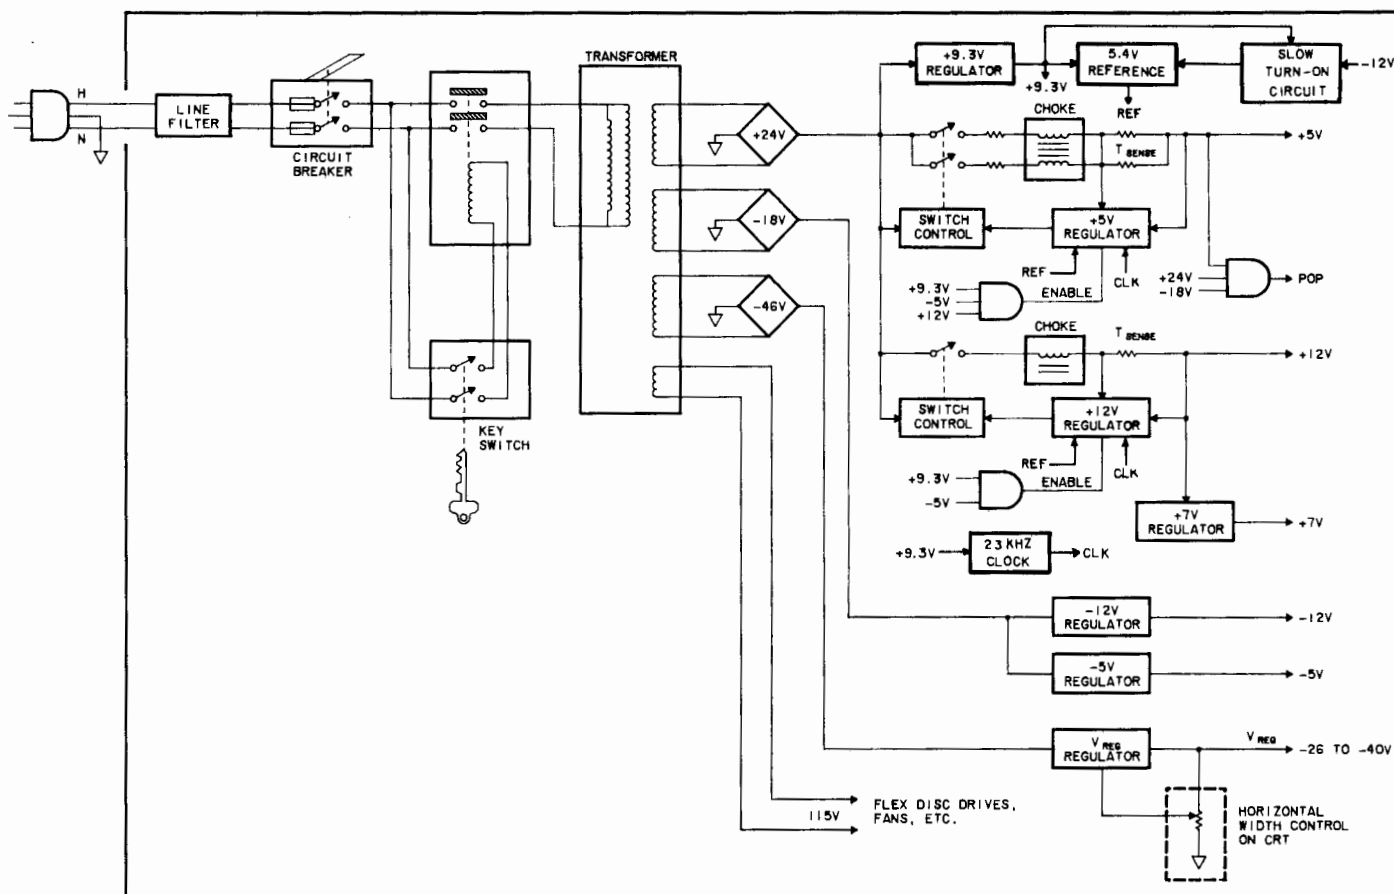 H
N
LINE
FILTER
CIRCUIT
BREAKER
KEY
SWITCH
TRANSFORMER
+24V
-18V
-46V
115V
FLEX DISC DRIVES,
FANS, ETC.
+9.3V
REGULATOR
+9.3V
5.4V
REFERENCE
REF
SLOW
TURN-ON
CIRCUIT
-12V
CHOKE
T SENSE
+5V
SWITCH
CONTROL
+5V
REGULATOR
REF
CLK
+9.3V
-5V
+12V
ENABLE
+24V
-18V
POP
CHOKE
T SENSE
+12V
SWITCH
CONTROL
+12V
REGULATOR
REF
CLK
+9.3V
-5V
ENABLE
+7V
REGULATOR
+7V
+9.3V
23 KHZ
CLOCK
CLK
-12V
REGULATOR
-12V
-5V
REGULATOR
-5V
V REG
REGULATOR
V REG
-26 TO -40V
HORIZONTAL
WIDTH CONTROL
ON CRT